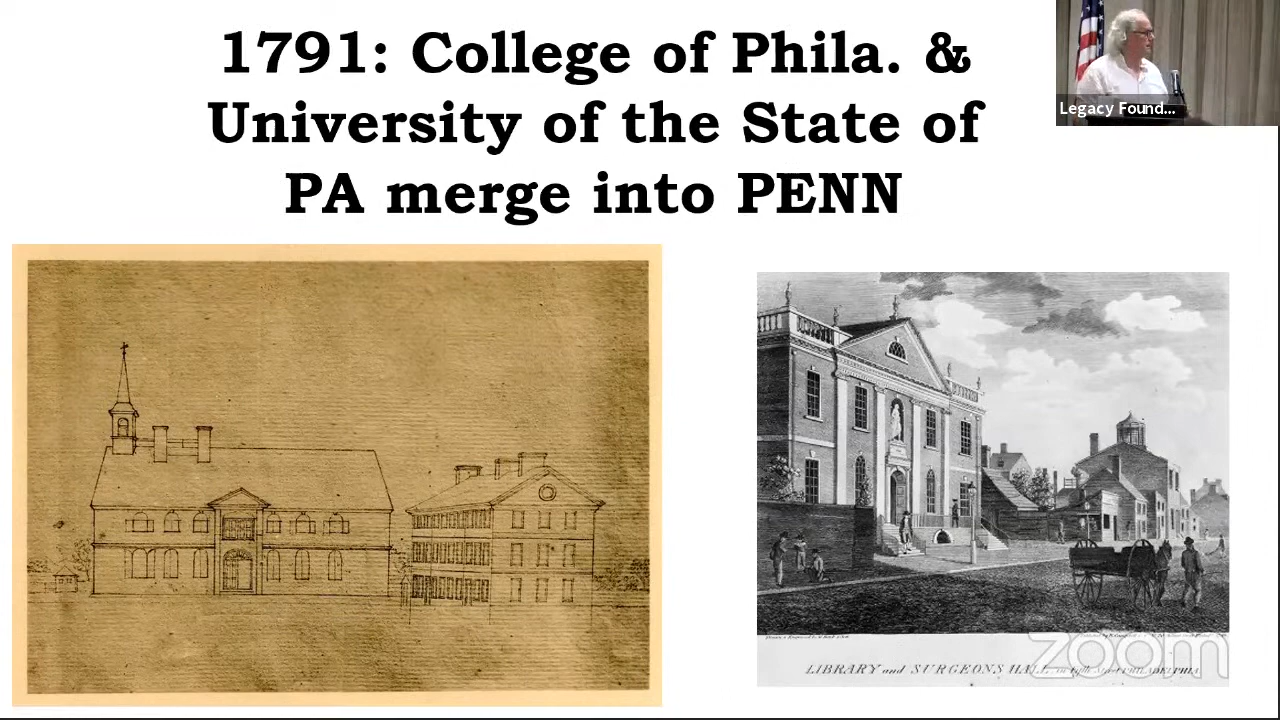 1791: College of Phila. &
University of the State of
PA merge into PENN
Legacy Found...
LIBRARY and SURGEONS HALL,
zoom